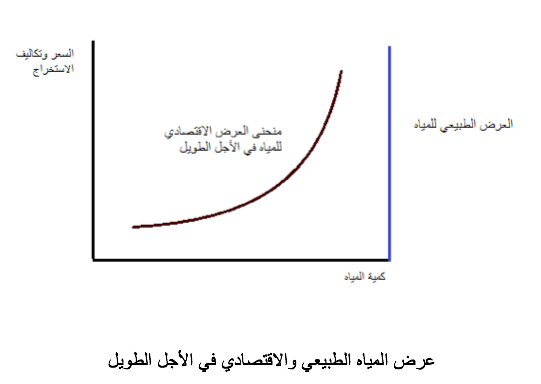 السعر وتكاليف
الاستخراج
منحنى العرض الاقتصادي
للمياه في الأجل الطويل
العرض الطبيعي للمياه
كمية المياه
عرض المياه الطبيعي والاقتصادي في الأجل الطويل